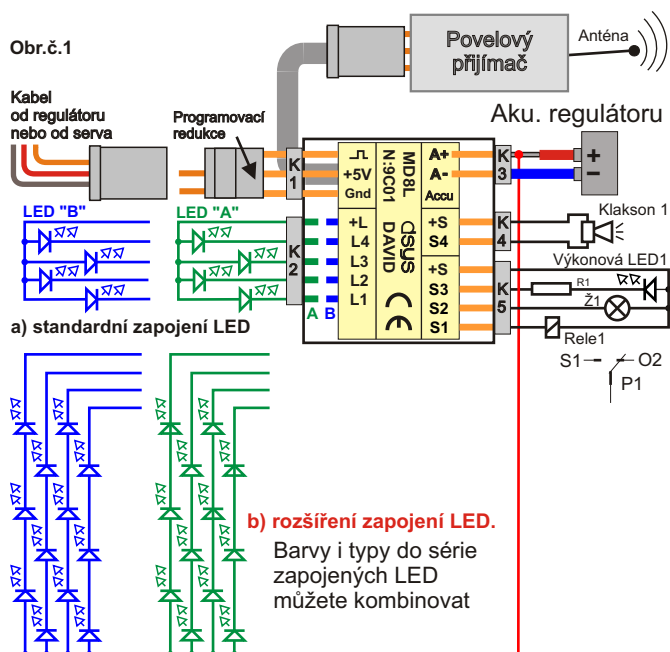 Obr.č.1
Povelový
přijímač
Anténa
Kabel
od regulátoru
nebo od serva
Programovací
redukce
Aku. regulátoru
K
1
+5V
Gnd
MD8L
N:9C01
dsys
DAVID
CE
A+
A-
Accu
K
3
+
−
LED "B"
LED "A"
K
2
+L
L4
L3
L2
L1
A
B
+S
S4
K
4
Klakson 1
+S
S3
S2
S1
K
5
Výkonová LED1
R1
Ž1
Rele1
S1
O2
P1
a) standardní zapojení LED
b) rozšíření zapojení LED.
Barvy i typy do série
zapojených LED
můžete kombinovat